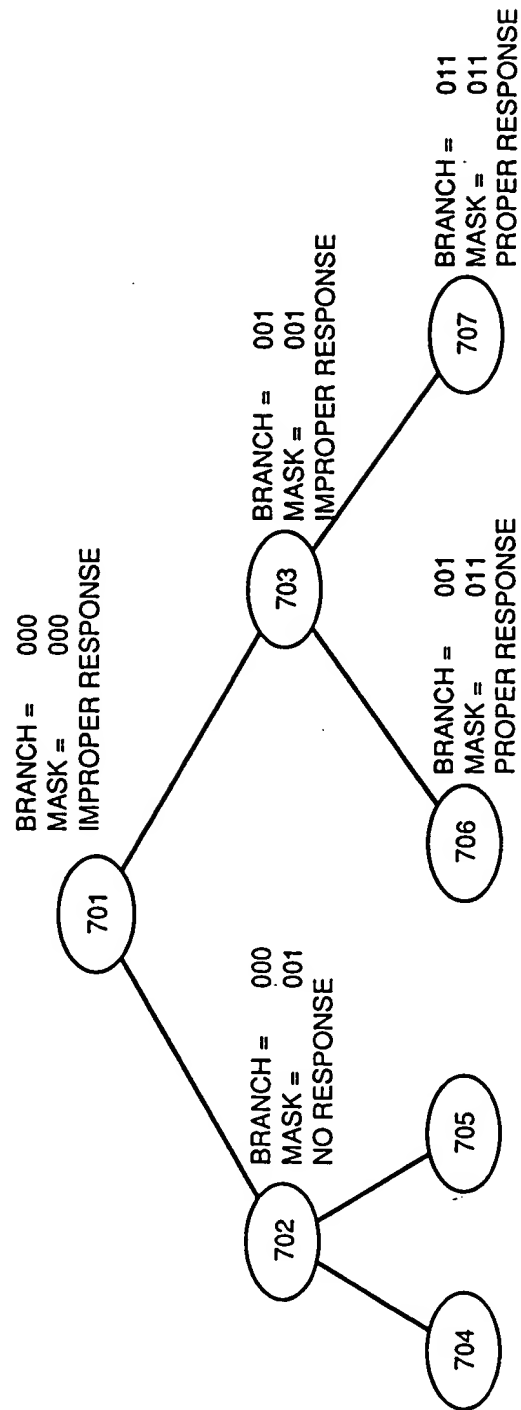 BRANCH = 000
MASK = 000
IMPROPER RESPONSE
701
BRANCH = 000
MASK = 001
NO RESPONSE
702
BRANCH = 001
MASK = 001
IMPROPER RESPONSE
703
704
705
BRANCH = 001
MASK = 011
PROPER RESPONSE
706
BRANCH = 011
MASK = 011
PROPER RESPONSE
707